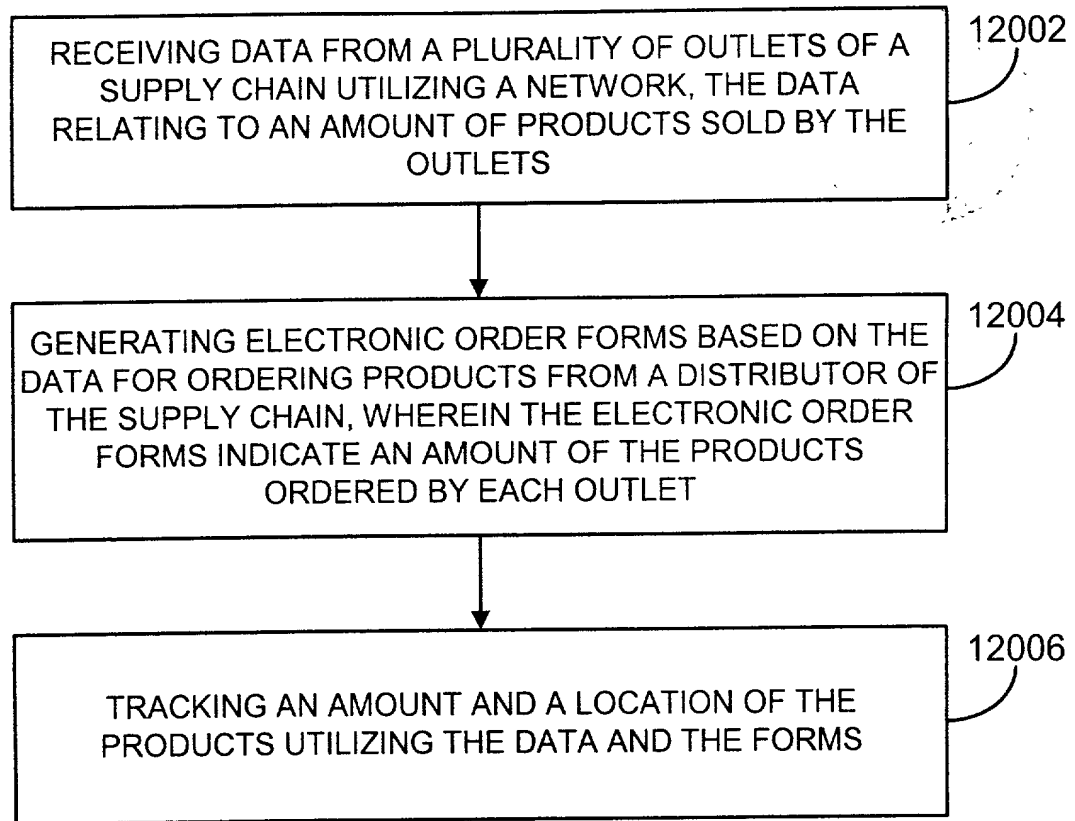 12002
RECEIVING DATA FROM A PLURALITY OF OUTLETS OF A
SUPPLY CHAIN UTILIZING A NETWORK, THE DATA
RELATING TO AN AMOUNT OF PRODUCTS SOLD BY THE
OUTLETS
12004
GENERATING ELECTRONIC ORDER FORMS BASED ON THE
DATA FOR ORDERING PRODUCTS FROM A DISTRIBUTOR OF
THE SUPPLY CHAIN, WHEREIN THE ELECTRONIC ORDER
FORMS INDICATE AN AMOUNT OF THE PRODUCTS
ORDERED BY EACH OUTLET
12006
TRACKING AN AMOUNT AND A LOCATION OF THE
PRODUCTS UTILIZING THE DATA AND THE FORMS